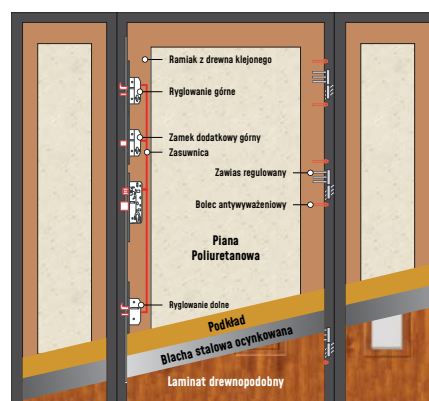 Ramiak z drewna klejonego
Ryglowanie górne
Zamek dodatkowy górny
Zasuwnica
Zawias regulowany
Bolec antywyważeniowy
Piana
Poliuretanowa
Ryglowanie dolne
Podkład
Blacha stalowa ocynkowana
Laminat drewnopodobny